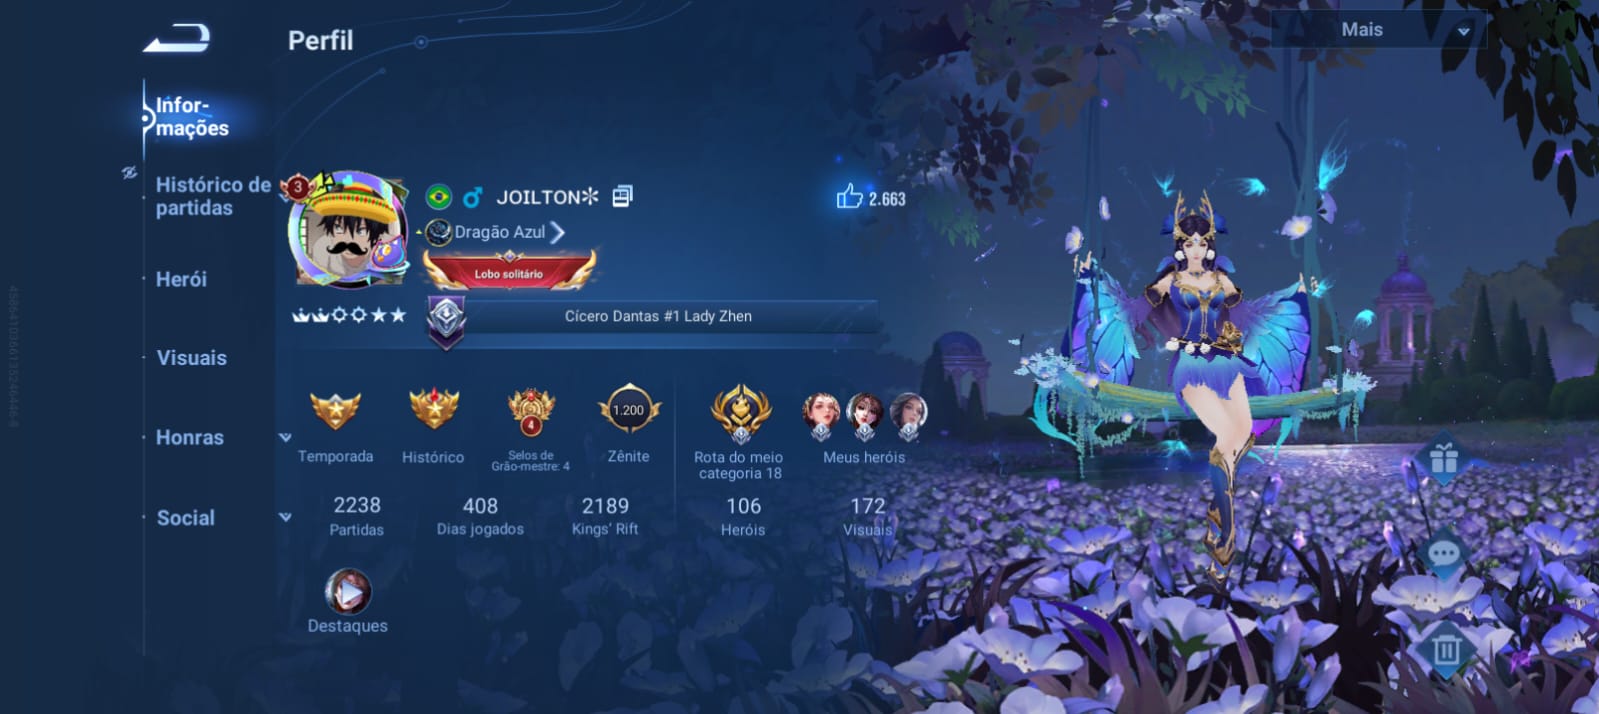 Perfil
Mais
Infor-
mações
Histórico de
partidas
Herói
Visuais
Honras
Social
3
JOILTON✻
2.663
Dragão Azul
Lobo solitário
Cícero Dantas #1 Lady Zhen
4
1.200
Temporada
Histórico
Selos de
Grão-mestre: 4
Zênite
Rota do meio
categoria 18
Meus heróis
2238
Partidas
408
Dias jogados
2189
Kings' Rift
106
Heróis
172
Visuais
Destaques